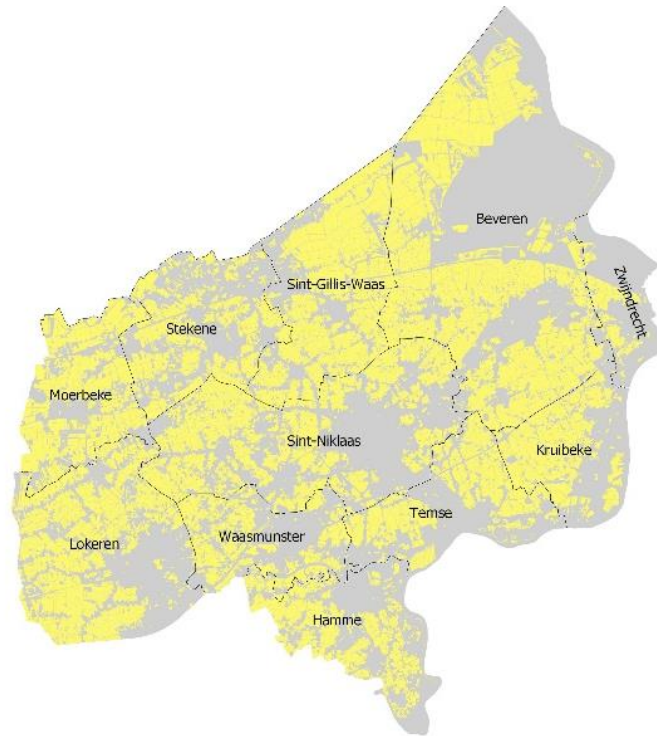 Beveren
Zwijndrecht
Sint-Gillis-Waas
Stekene
Moerbeke
Sint-Niklaas
Kruibeke
Temse
Waasmunster
Lokeren
Hamme